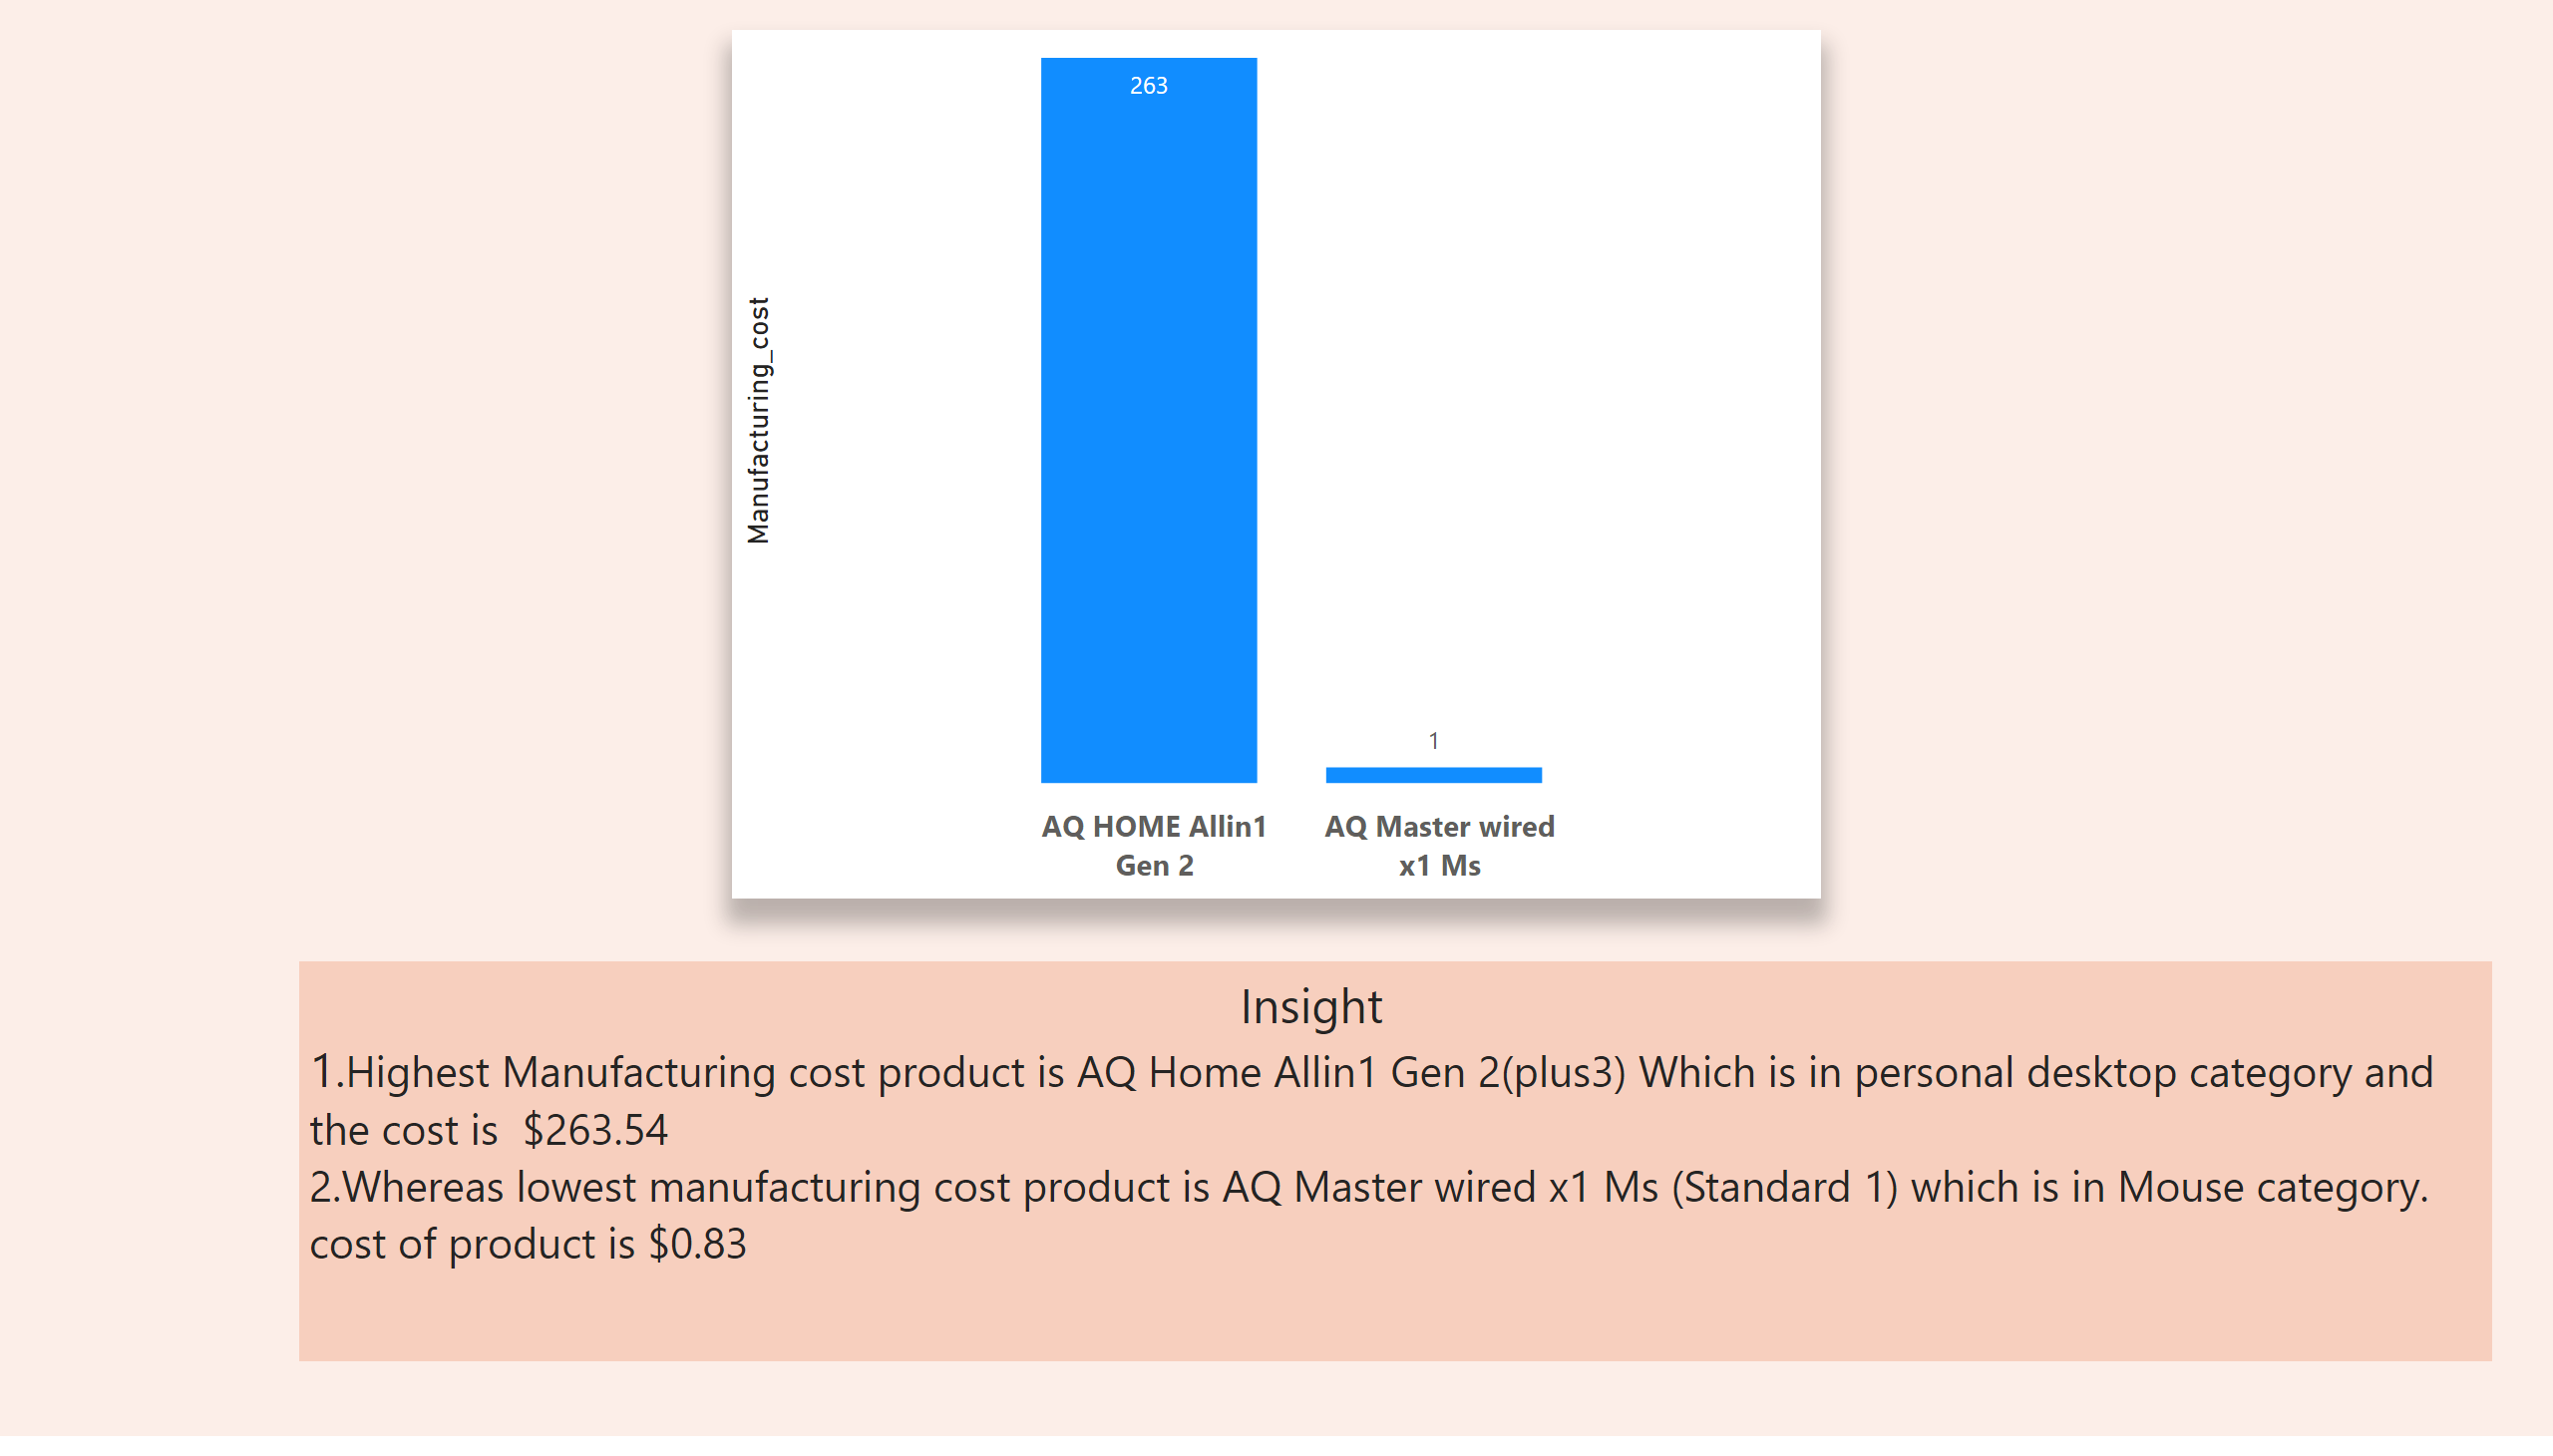 263
Manufacturing_cost
1
AQ HOME Allin1
Gen 2
AQ Master wired
x1 Ms
Insight
1.Highest Manufacturing cost product is AQ Home Allin1 Gen 2(plus3) Which is in personal desktop category and
the cost is  $263.54
2.Whereas lowest manufacturing cost product is AQ Master wired x1 Ms (Standard 1) which is in Mouse category.
cost of product is $0.83